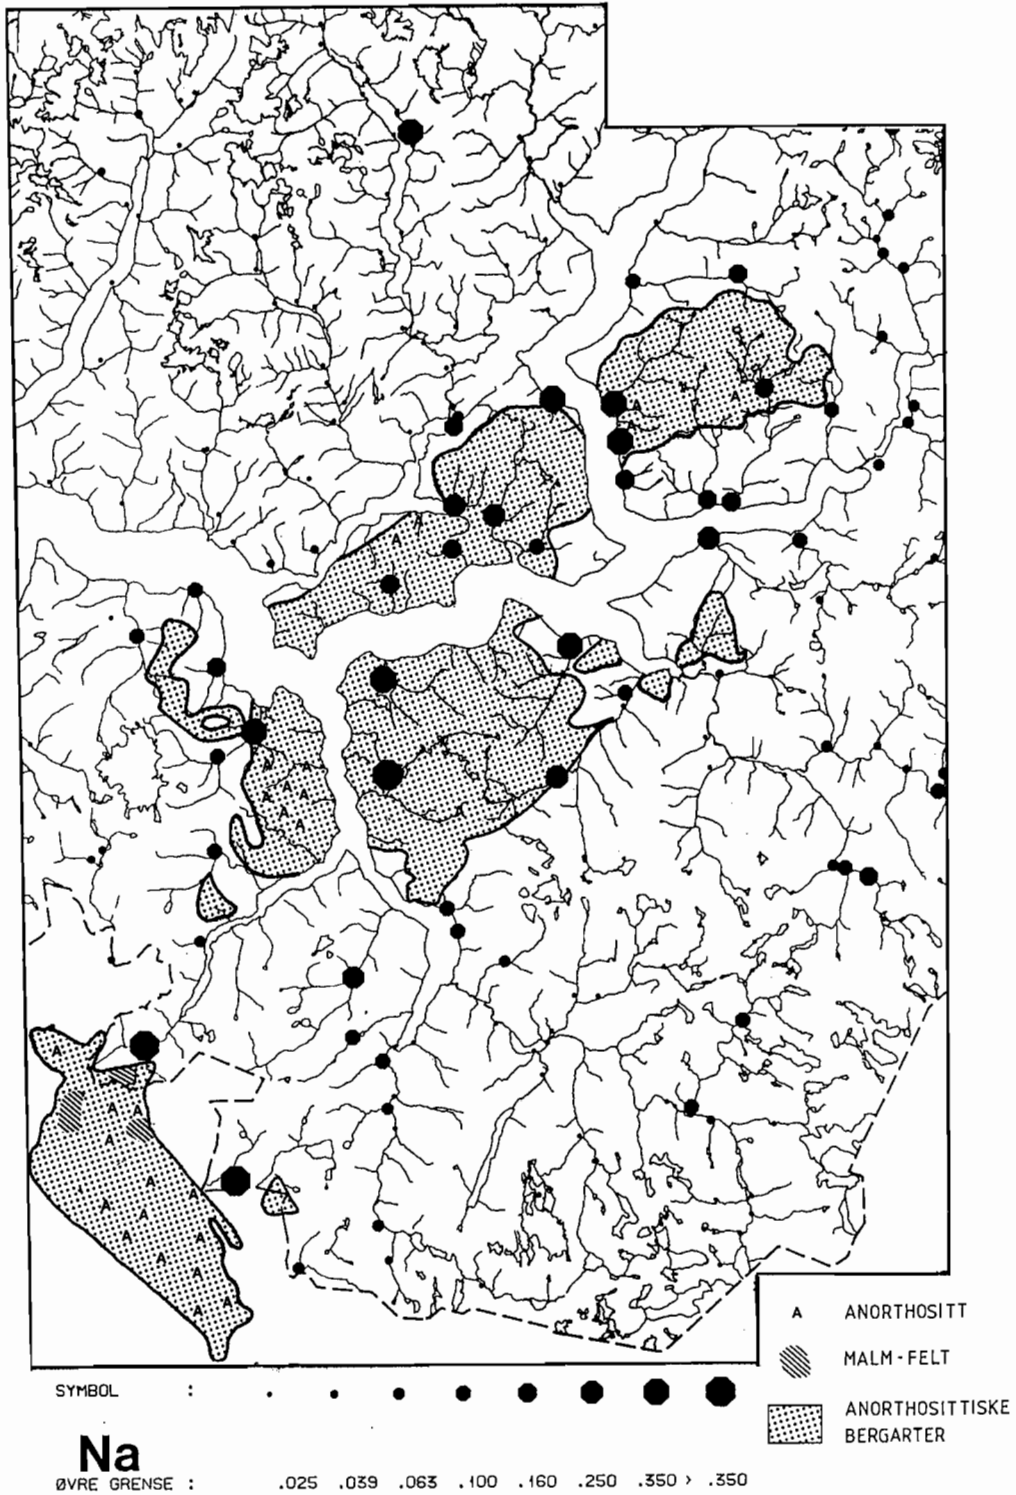 A ANORTHOSITT
MALM-FELT
ANORTHOSITTISKE
BERGARTER
SYMBOL :
Na
ØVRE GRENSE : .025 .039 .063 .100 .160 .250 .350 > .350